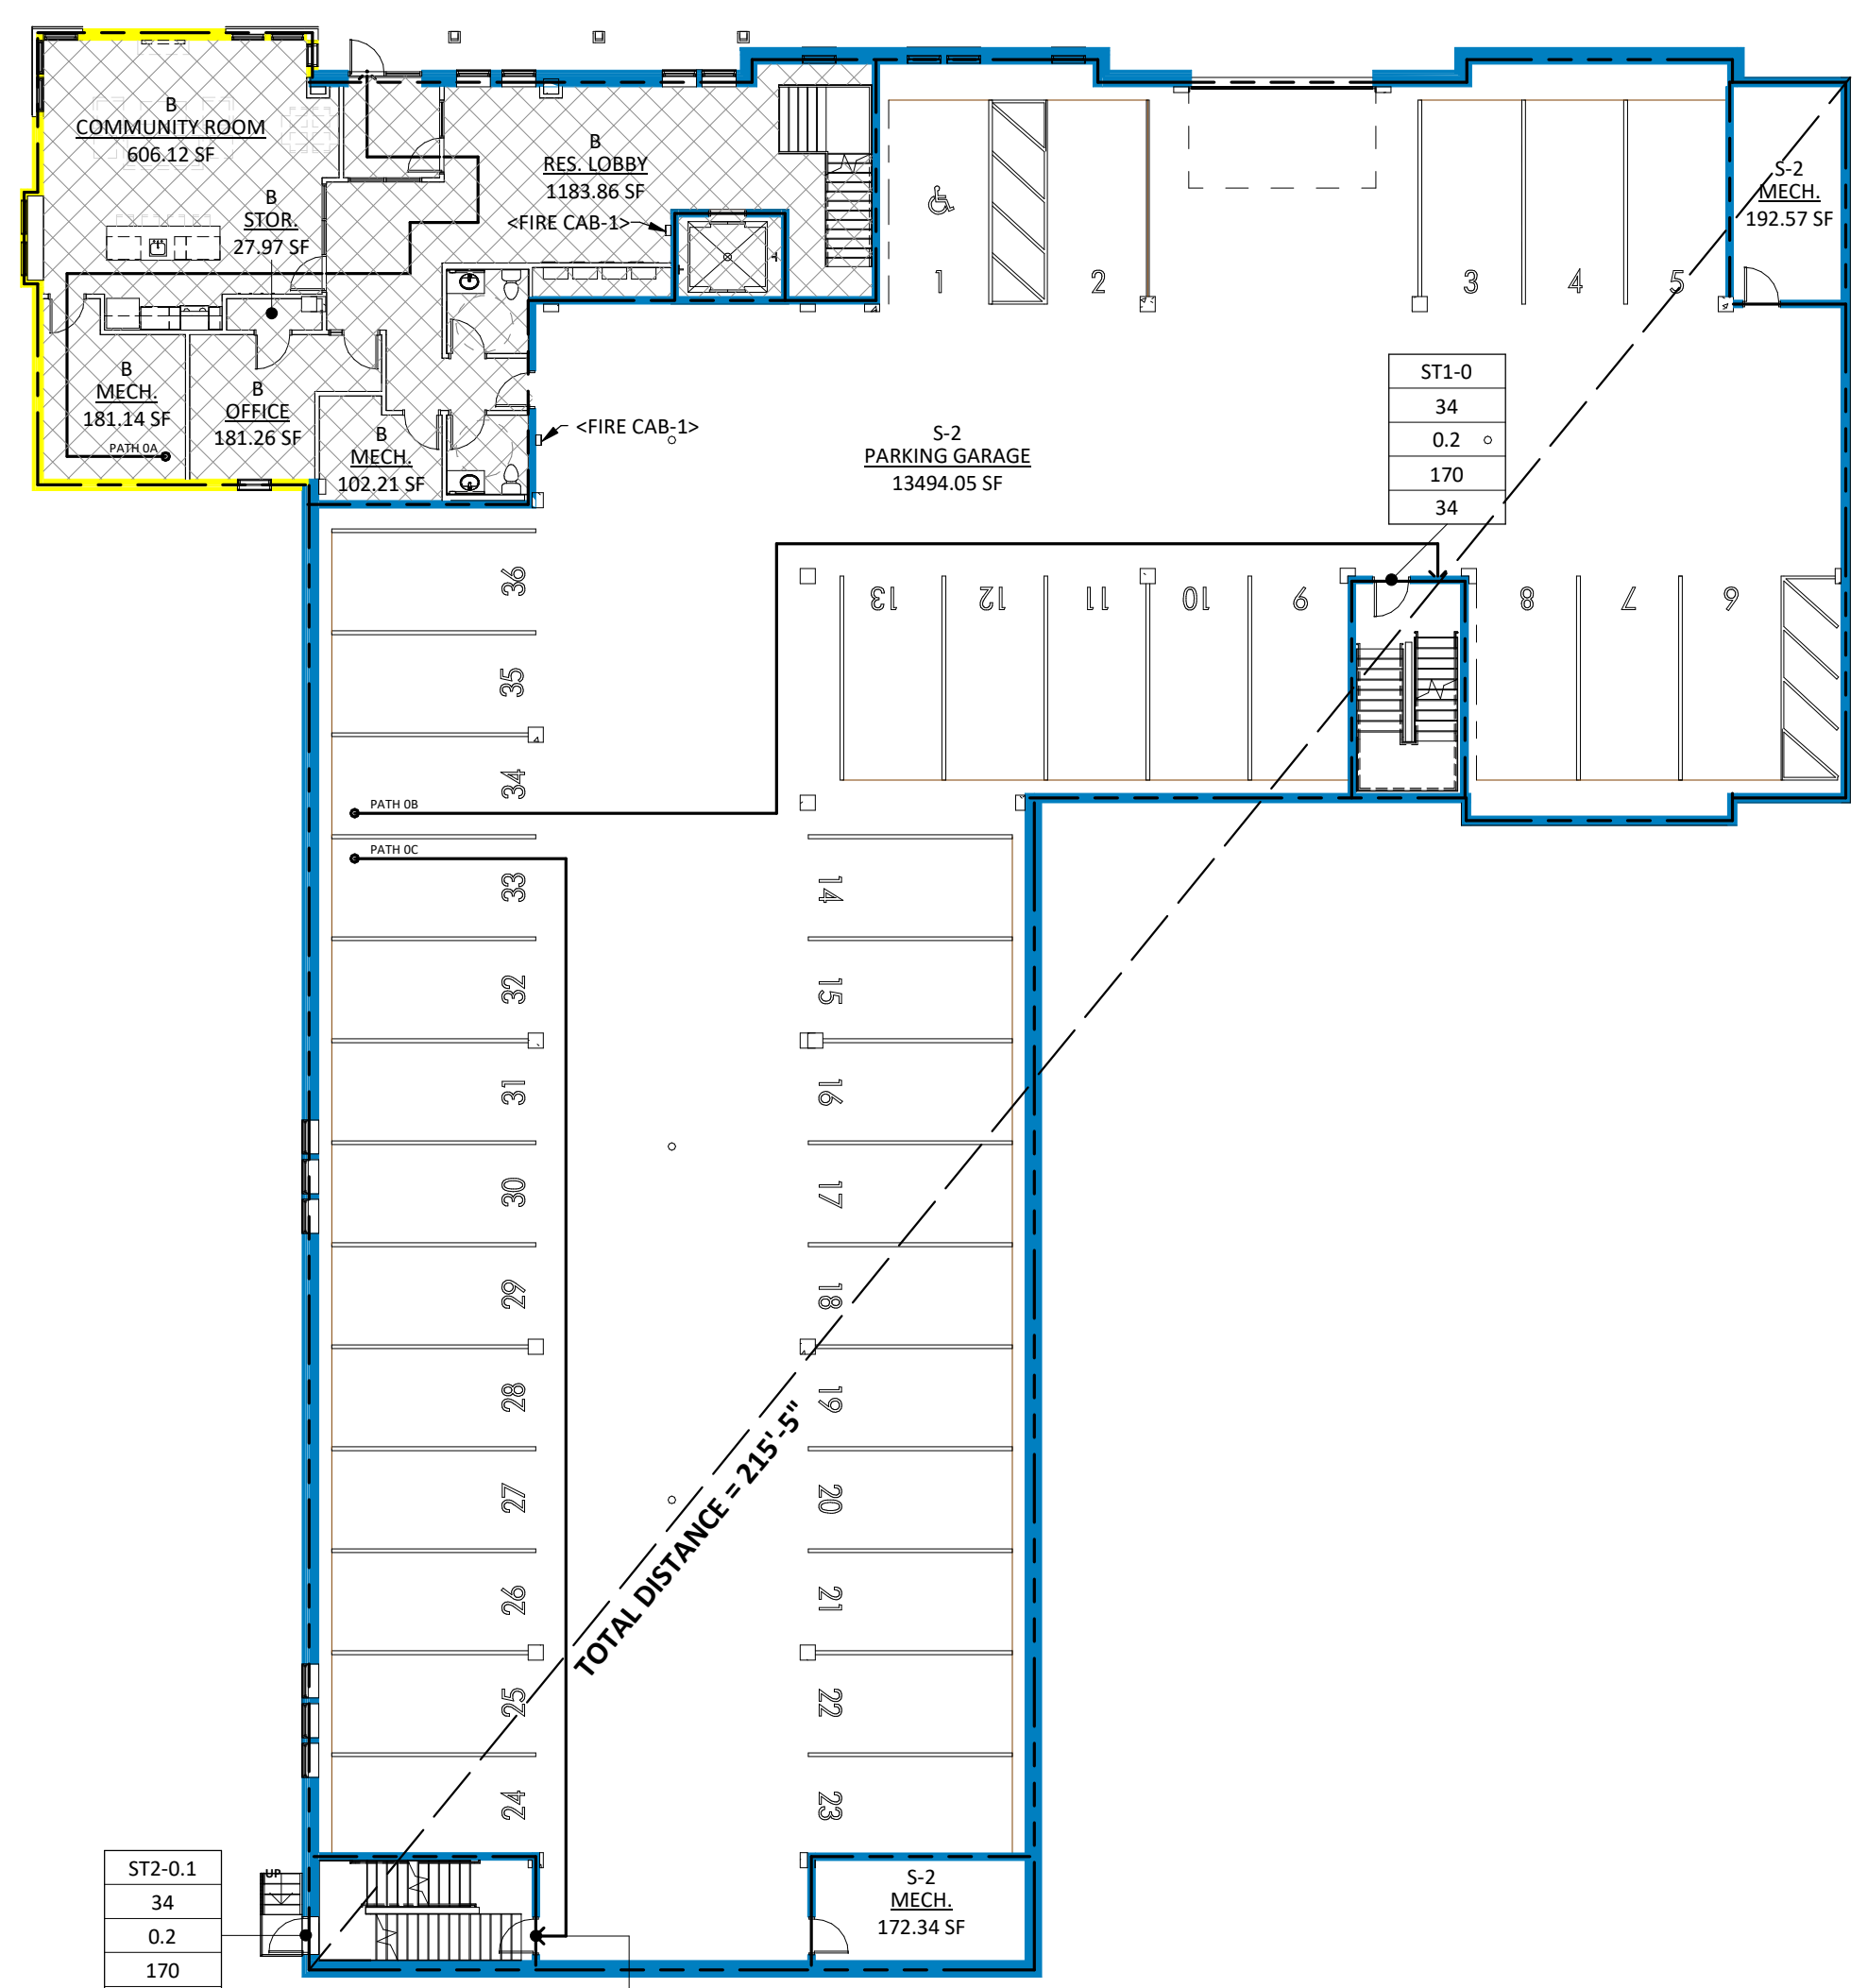 B
COMMUNITY ROOM
606.12 SF
B
STOR.
27.97 SF
B
RES. LOBBY
1183.86 SF
<FIRE CAB-1>
S-2
MECH.
192.57 SF
1
2
3
4
5
B
MECH.
181.14 SF
PATH 0A
B
OFFICE
181.26 SF
B
MECH.
102.21 SF
<FIRE CAB-1>
S-2
PARKING GARAGE
13494.05 SF
ST1-0
34
0.2
170
34
36
35
34
13
12
11
10
9
8
7
6
PATH 0B
PATH 0C
33
32
31
30
29
28
27
26
25
24
14
15
16
17
18
19
20
21
22
23
TOTAL DISTANCE = 215'-5"
ST2-0.1
34
0.2
170
UP
S-2
MECH.
172.34 SF